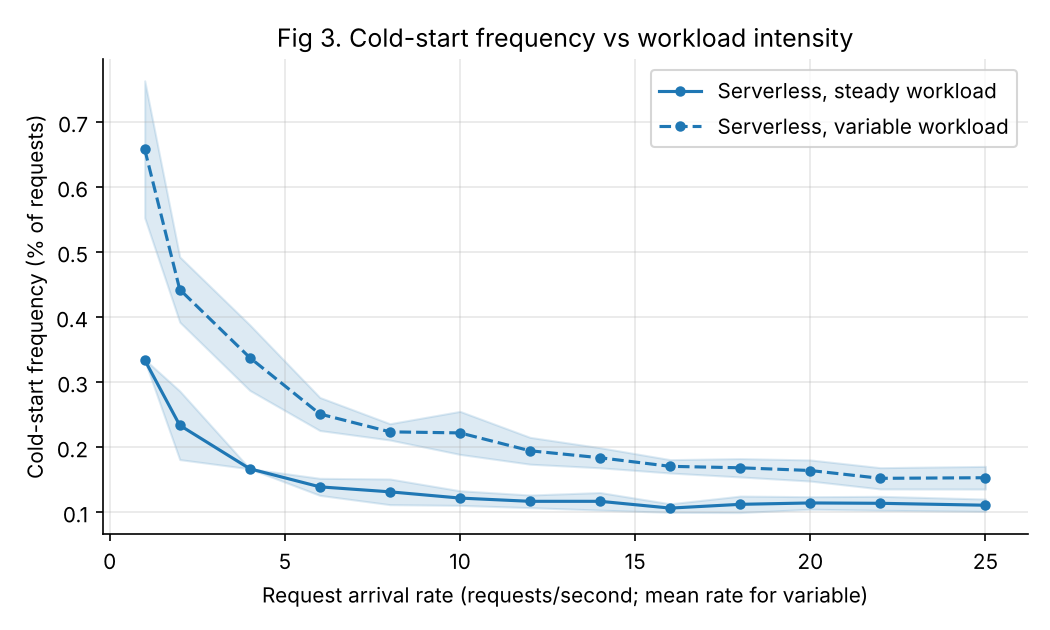 Fig 3. Cold-start frequency vs workload intensity
Serverless, steady workload
Serverless, variable workload
Cold-start frequency (% of requests)
0.7
0.6
0.5
0.4
0.3
0.2
0.1
0 5 10 15 20 25
Request arrival rate (requests/second; mean rate for variable)